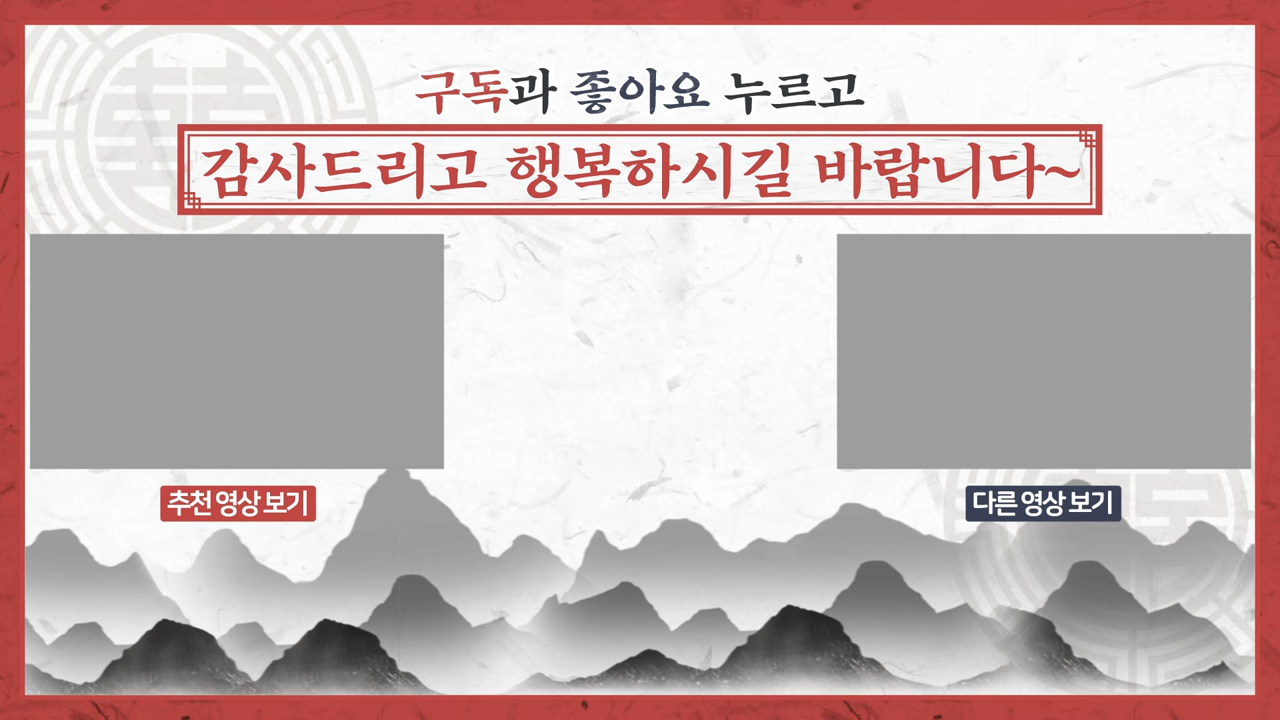 구독과 좋아요 누르고
감사드리고 행복하시길 바랍니다~
추천 영상 보기
다른 영상 보기